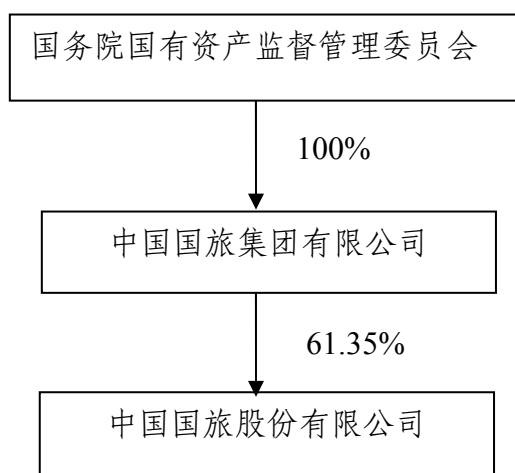 国务院国有资产监督管理委员会
100%
中国国旅集团有限公司
61.35%
中国国旅股份有限公司